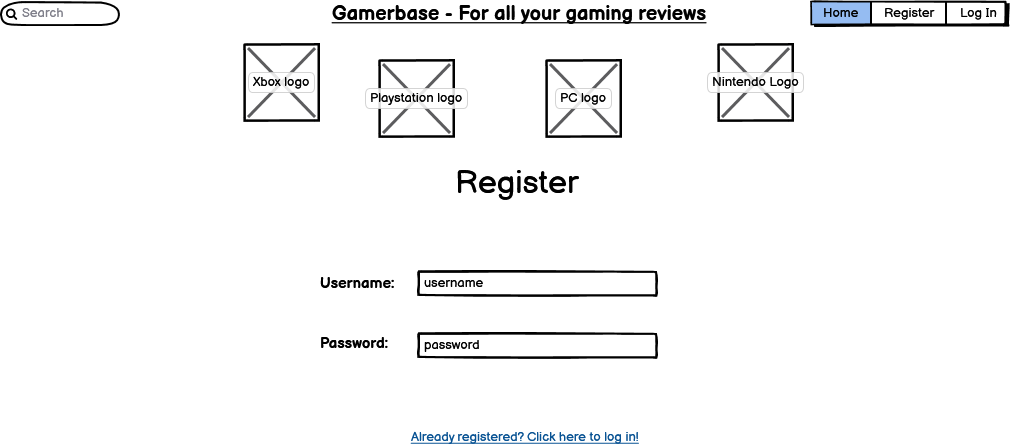 Search
Gamerbase - For all your gaming reviews
Home Register Log In
Xbox logo
Playstation logo
PC logo
Nintendo Logo
Register
Username: username
Password: password
Already registered? Click here to log in!